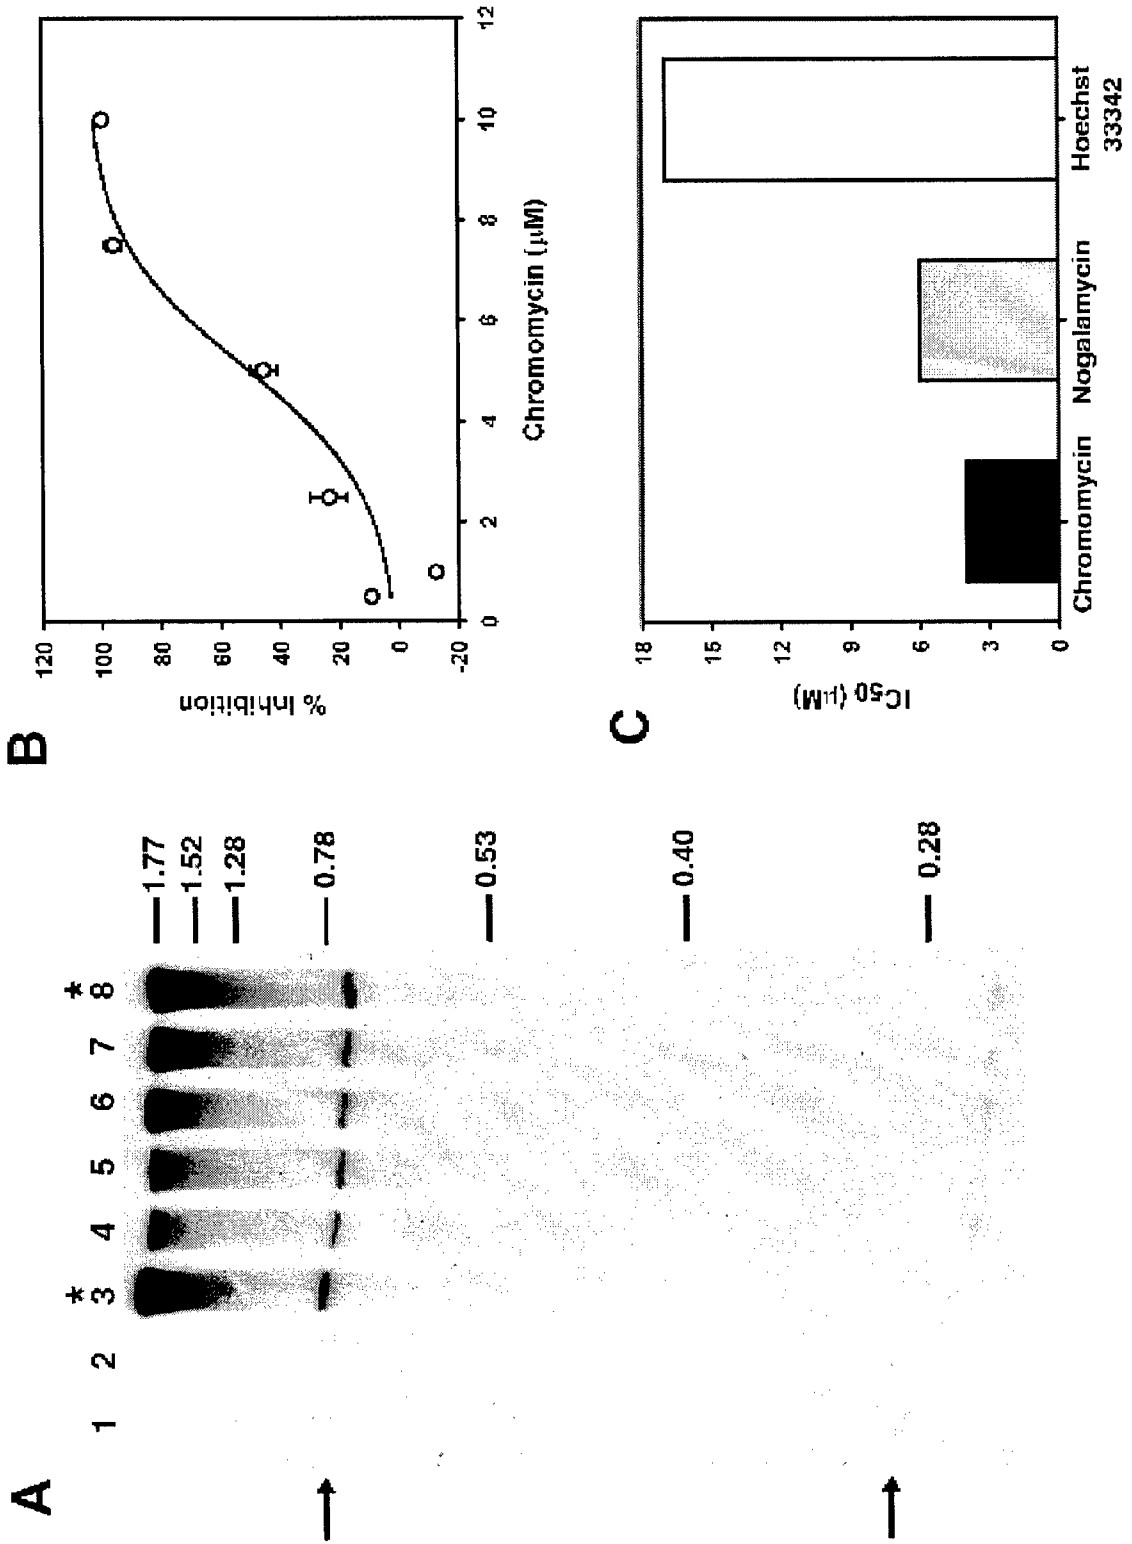 A
* *
1 2 3 4 5 6 7 8
1.77
1.52
1.28
0.78
0.53
0.40
0.28
B
% Inhibition
120
100
80
60
40
20
0
-20
0 2 4 6 8 10 12
Chromomycin (μM)
C
IC50 (μM)
18
15
12
9
6
3
0
Chromomycin Nogalamycin Hoechst
33342